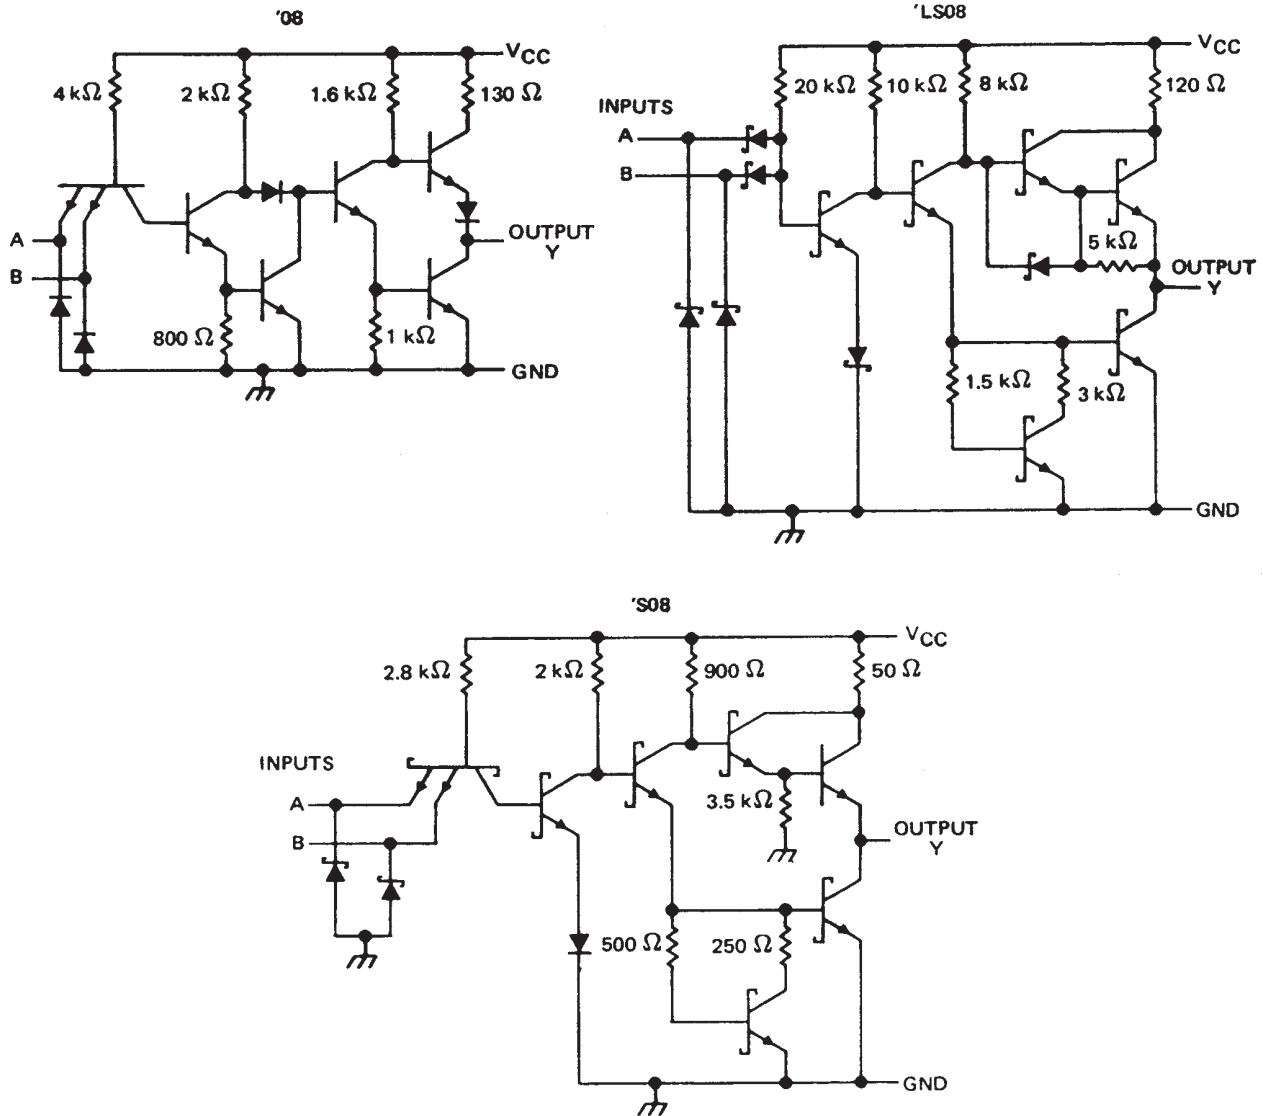 '08
VCC
4 kΩ
2 kΩ
1.6 kΩ
130 Ω
A
B
OUTPUT
Y
800 Ω
1 kΩ
GND
'LS08
VCC
20 kΩ
10 kΩ
8 kΩ
120 Ω
INPUTS
A
B
5 kΩ
OUTPUT
Y
1.5 kΩ
3 kΩ
GND
'S08
VCC
2.8 kΩ
2 kΩ
900 Ω
50 Ω
INPUTS
A
B
3.5 kΩ
OUTPUT
Y
500 Ω
250 Ω
GND